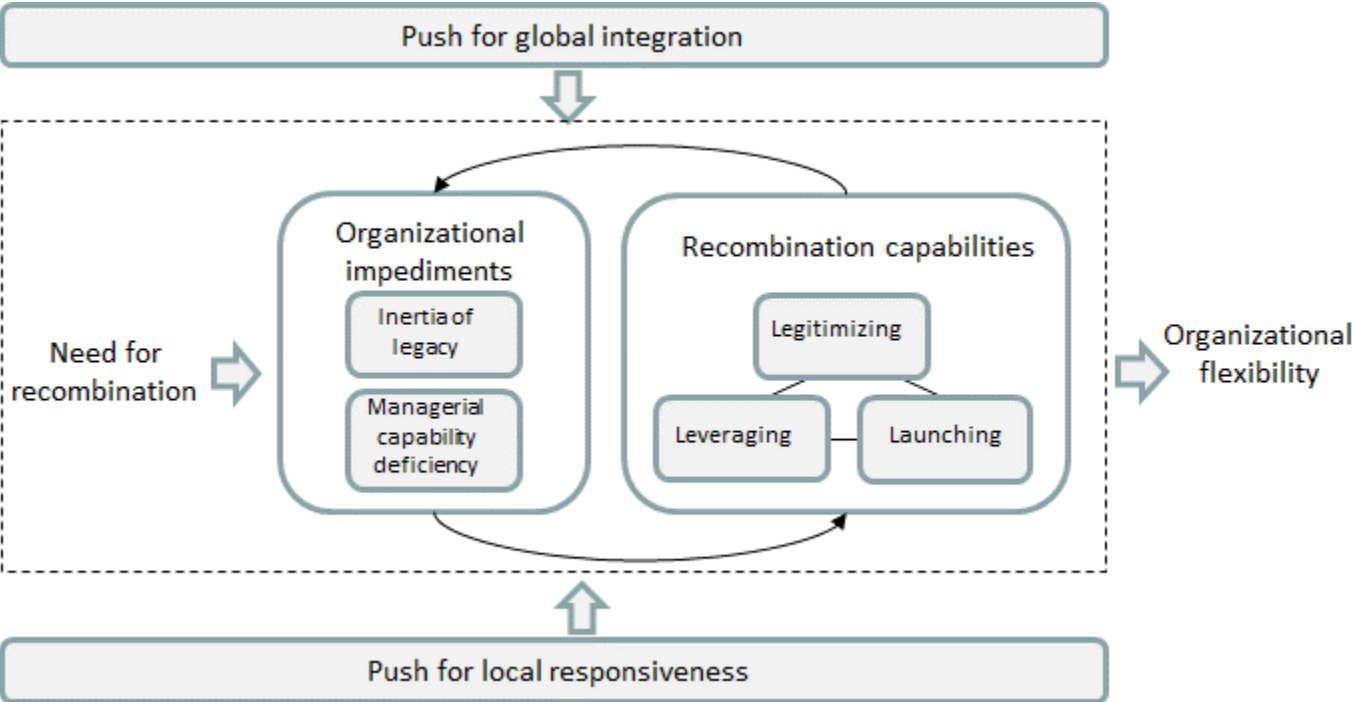 Push for global integration
Organizational
impediments
Recombination capabilities
Inertia of
legacy
Legitimizing
Need for
recombination
Organizational
flexibility
Managerial
capability
deficiency
Leveraging
Launching
Push for local responsiveness